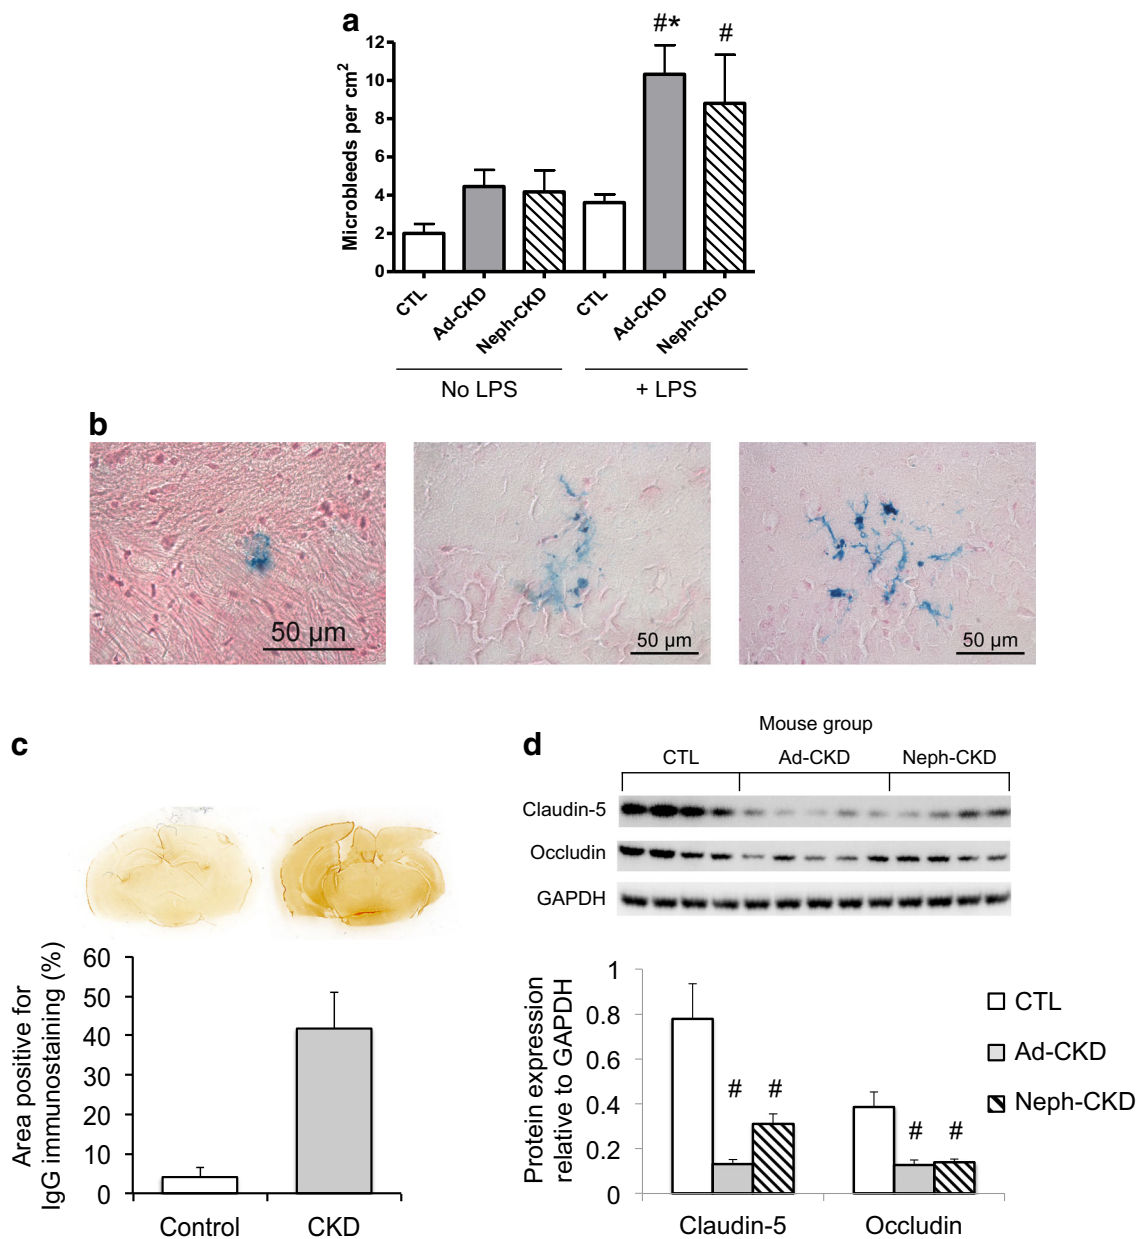 a
#* #
12
10
8
6
4
2
0
Microbleeds per cm2
CTL Ad-CKD Neph-CKD CTL Ad-CKD Neph-CKD
No LPS + LPS
b
50 µm 50 µm 50 µm
c
60
50
40
30
20
10
0
Area positive for
IgG immunostaining (%)
Control CKD
d
Mouse group
CTL Ad-CKD Neph-CKD
Claudin-5
Occludin
GAPDH
1
0.8
0.6
0.4
0.2
0
Protein expression
relative to GAPDH
# # # #
Claudin-5 Occludin
CTL
Ad-CKD
Neph-CKD